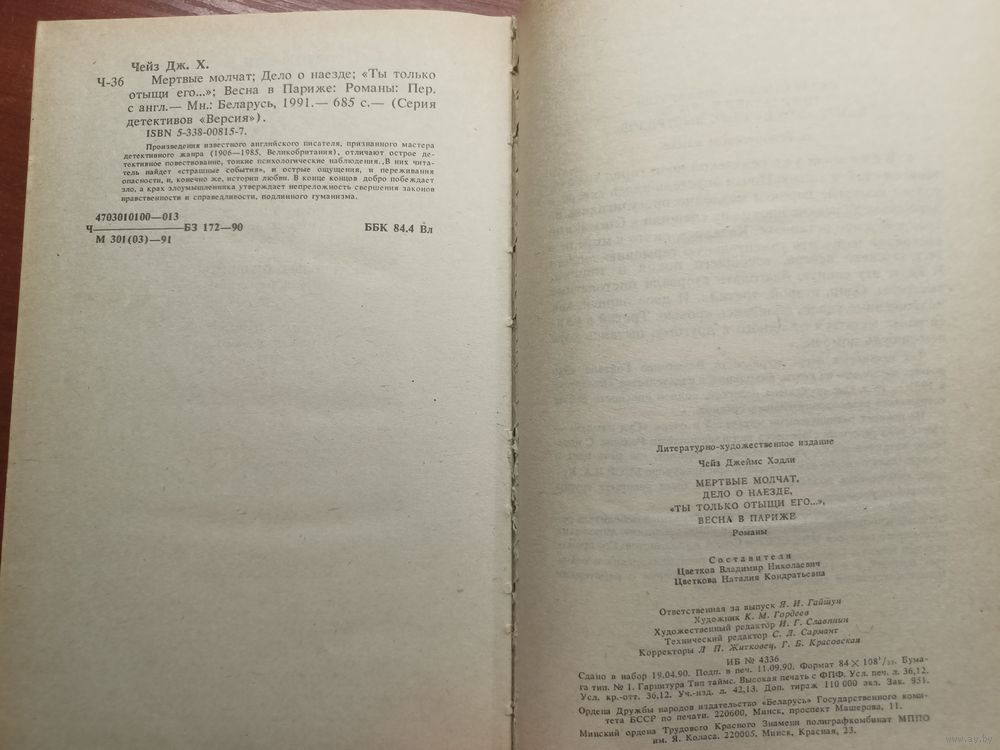 Чейз Дж. Х.
Ч-36 Мертвые молчат; Дело о наезде; «Ты только
отыщи его...»; Весна в Париже: Романы: Пер.
с англ.— Мн.: Беларусь, 1991.— 685 с.— (Серия
детективов «Версия»).
ISBN 5-338-00815-7.
Произведения известного английского писателя, признанного мастера
детективного жанра (1906—1985, Великобритания), отличают острое де-
тективное повествование, тонкие психологические наблюдения. В них чита-
тель найдет «страшные события», и острые ощущения, и переживания
опасности, и, конечно же, истории любви. В конце концов добро побеждает
зло, а крах злоумышленника утверждает непреложность свершения законов
нравственности и справедливости, подлинного гуманизма.
4703010100—013
Ч БЗ 172—90 ББК 84.4 Вл
М 301(03)—91
Литературно-художественное издание
Чейз Джеймс Хэдли
МЕРТВЫЕ МОЛЧАТ,
ДЕЛО О НАЕЗДЕ,
«ТЫ ТОЛЬКО ОТЫЩИ ЕГО...»,
ВЕСНА В ПАРИЖЕ
Романы
Составители
Цветков Владимир Николаевич
Цветкова Наталия Кондратьевна
Ответственная за выпуск Я. И. Гайтун
Художник К. М. Гордеев
Художественный редактор И. Г. Славянин
Технический редактор С. Л. Сармант
Корректоры Л П. Житковец, Г. Б. Красовская
ИБ № 4336
Сдано в набор 19.04.90. Подп. в печ. 11.09.90. Формат 84×108¹/₃₂. Бума-
га тип. № 1. Гарнитура Тип таймс. Высокая печать с ФПФ. Усл. печ. л. 36,12.
Усл. кр.-отт. 36,12. Уч.-изд. л. 42,13. Доп. тираж 110 000 экз. Зак. 951.
Ордена Дружбы народов издательство «Беларусь» Государственного коми-
тета БССР по печати. 220600, Минск, проспект Машерова, 11.
Минский ордена Трудового Красного Знамени полиграфкомбинат МППО
им. Я. Коласа. 220005, Минск, Красная, 23.
www.ay.by